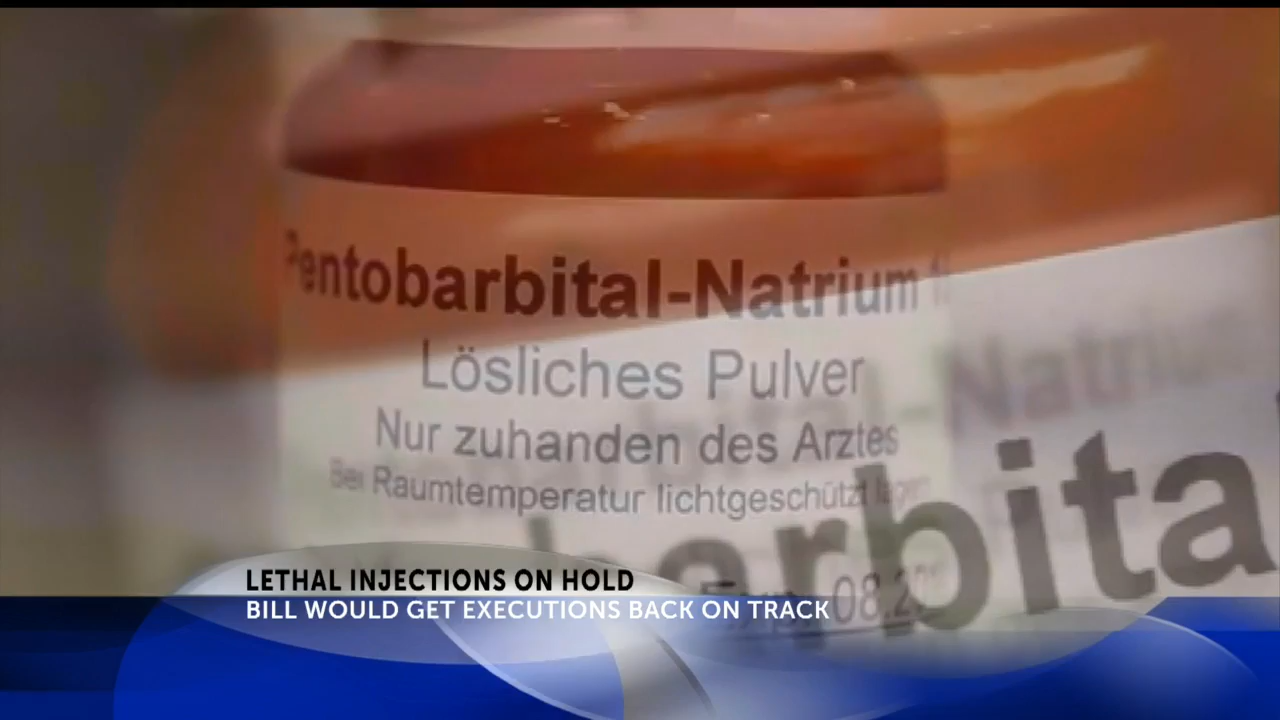 Pentobarbital-Natrium
Lösliches Pulver
Nur zuhanden des Arztes
Bei Raumtemperatur lichtgeschützt
LETHAL INJECTIONS ON HOLD
BILL WOULD GET EXECUTIONS BACK ON TRACK